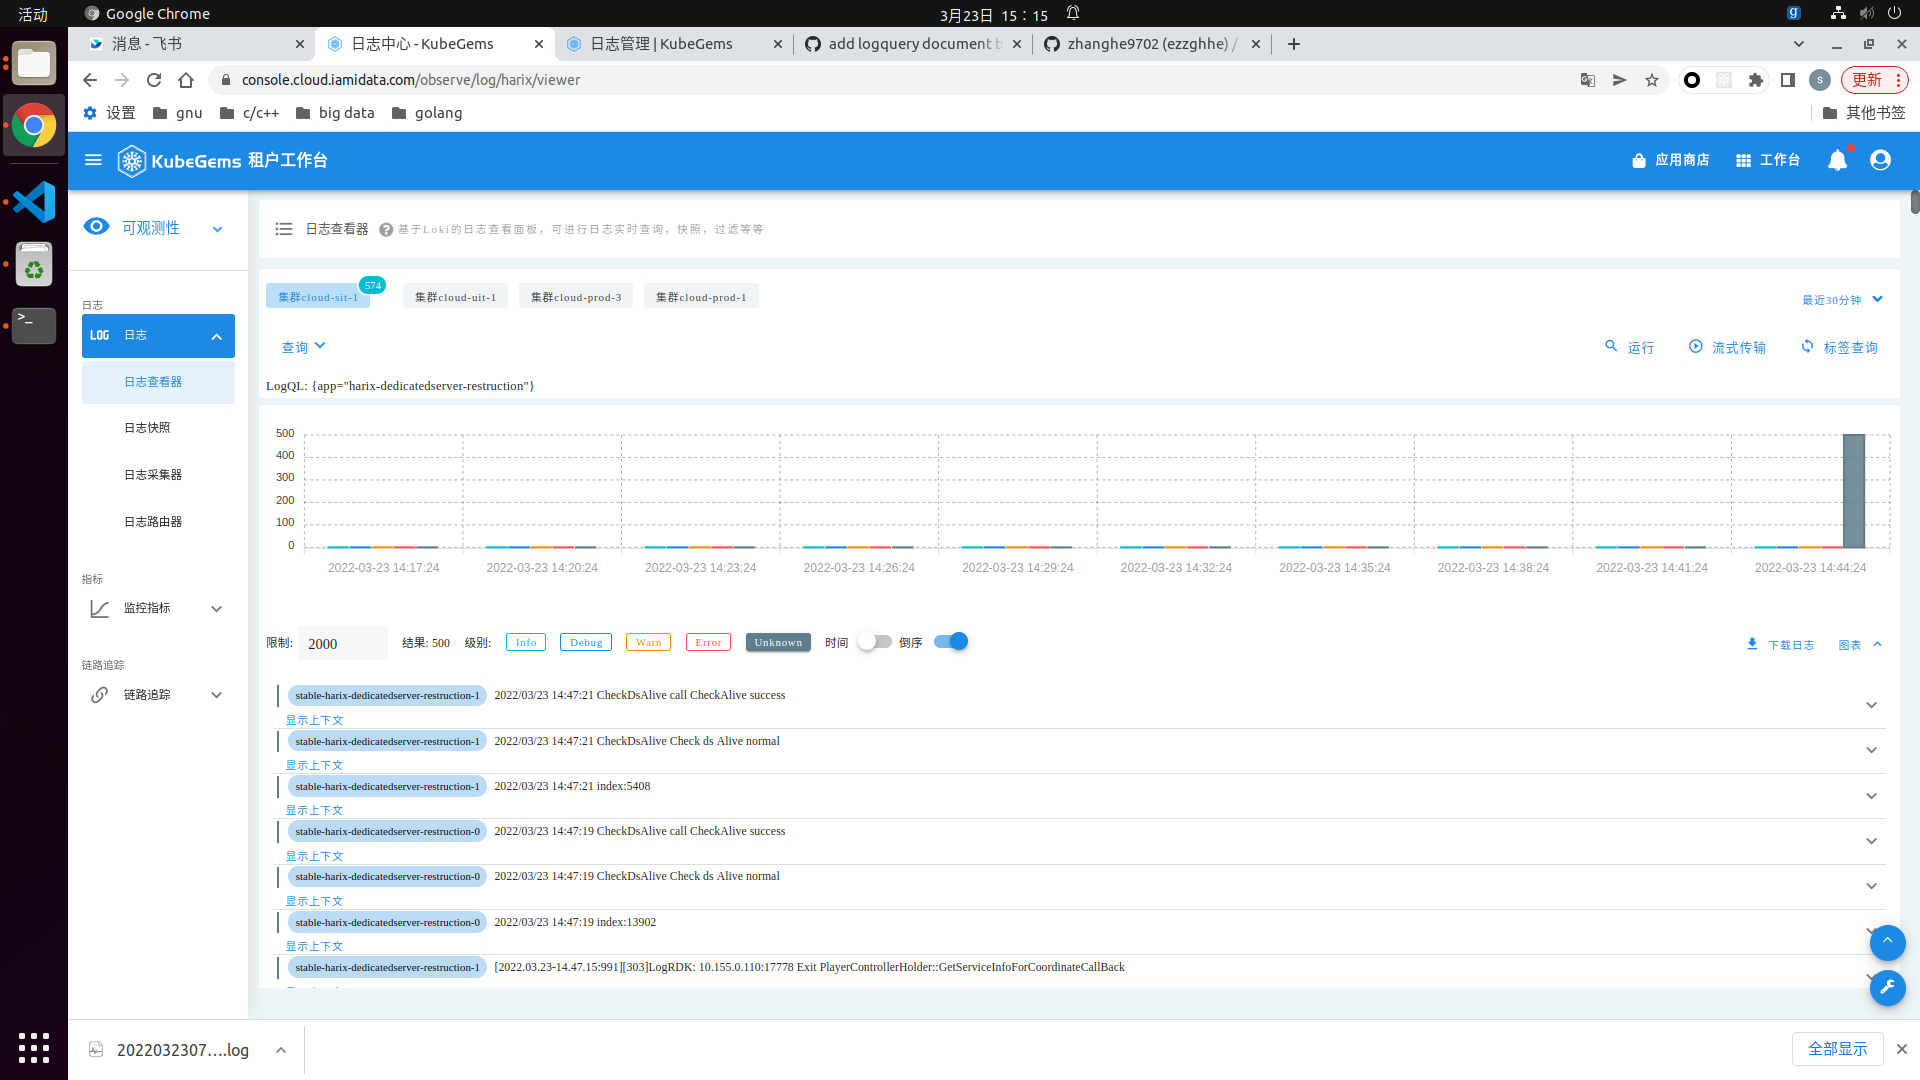 活动
Google Chrome
3月23日 15：15
消息 - 飞书
日志中心 - KubeGems
日志管理 | KubeGems
add logquery document b
zhanghe9702 (ezzghhe) /
console.cloud.iamidata.com/observe/log/harix/viewer
S
更新
设置
gnu
c/c++
big data
golang
其他书签
KubeGems 租户工作台
应用商店
工作台
可观测性
日志查看器
基于Loki的日志查看面板，可进行日志实时查询，快照，过滤等等
日志
LOG 日志
日志查看器
日志快照
日志采集器
日志路由器
指标
监控指标
链路追踪
链路追踪
集群cloud-sit-1
574
集群cloud-uit-1
集群cloud-prod-3
集群cloud-prod-1
最近30分钟
查询
运行
流式传输
标签查询
LogQL: {app="harix-dedicatedserver-restruction"}
500
400
300
200
100
0
2022-03-23 14:17:24
2022-03-23 14:20:24
2022-03-23 14:23:24
2022-03-23 14:26:24
2022-03-23 14:29:24
2022-03-23 14:32:24
2022-03-23 14:35:24
2022-03-23 14:38:24
2022-03-23 14:41:24
2022-03-23 14:44:24
限制: 2000
结果: 500
级别:
Info
Debug
Warn
Error
Unknown
时间
倒序
下载日志
图表
stable-harix-dedicatedserver-restruction-1 2022/03/23 14:47:21 CheckDsAlive call CheckAlive success
显示上下文
stable-harix-dedicatedserver-restruction-1 2022/03/23 14:47:21 CheckDsAlive Check ds Alive normal
显示上下文
stable-harix-dedicatedserver-restruction-1 2022/03/23 14:47:21 index:5408
显示上下文
stable-harix-dedicatedserver-restruction-0 2022/03/23 14:47:19 CheckDsAlive call CheckAlive success
显示上下文
stable-harix-dedicatedserver-restruction-0 2022/03/23 14:47:19 CheckDsAlive Check ds Alive normal
显示上下文
stable-harix-dedicatedserver-restruction-0 2022/03/23 14:47:19 index:13902
显示上下文
stable-harix-dedicatedserver-restruction-1 [2022.03.23-14.47.15:991][303]LogRDK: 10.155.0.110:17778 Exit PlayerControllerHolder::GetServiceInfoForCoordinateCallBack
2022032307....log
全部显示